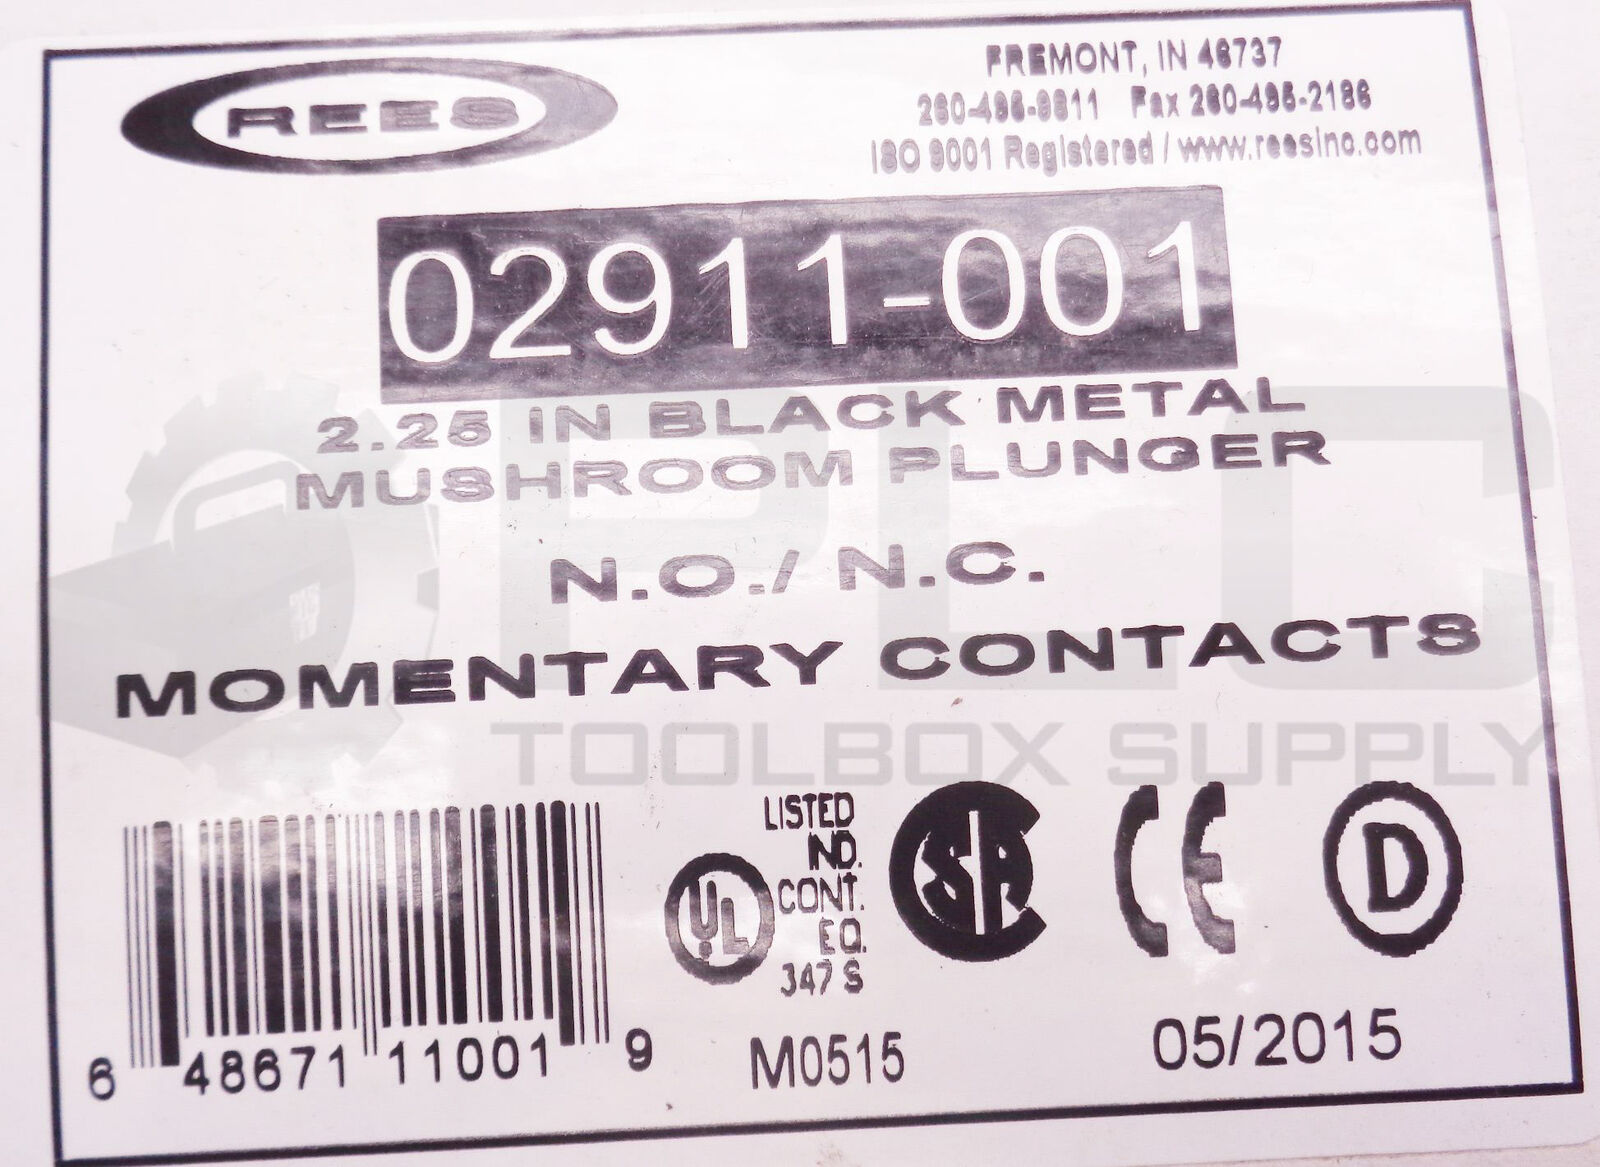 REES
FREMONT, IN 46737
260-495-9811 Fax 260-495-2186
ISO 9001 Registered / www.reesinc.com
02911-001
2.25 IN BLACK METAL
MUSHROOM PLUNGER
N.O./ N.C.
MOMENTARY CONTACTS
PLC
TOOLBOX SUPPLY
LISTED
IND.
CONT.
EQ.
347 S
UL
CSA
CE
D
6 48671 11001 9
M0515
05/2015